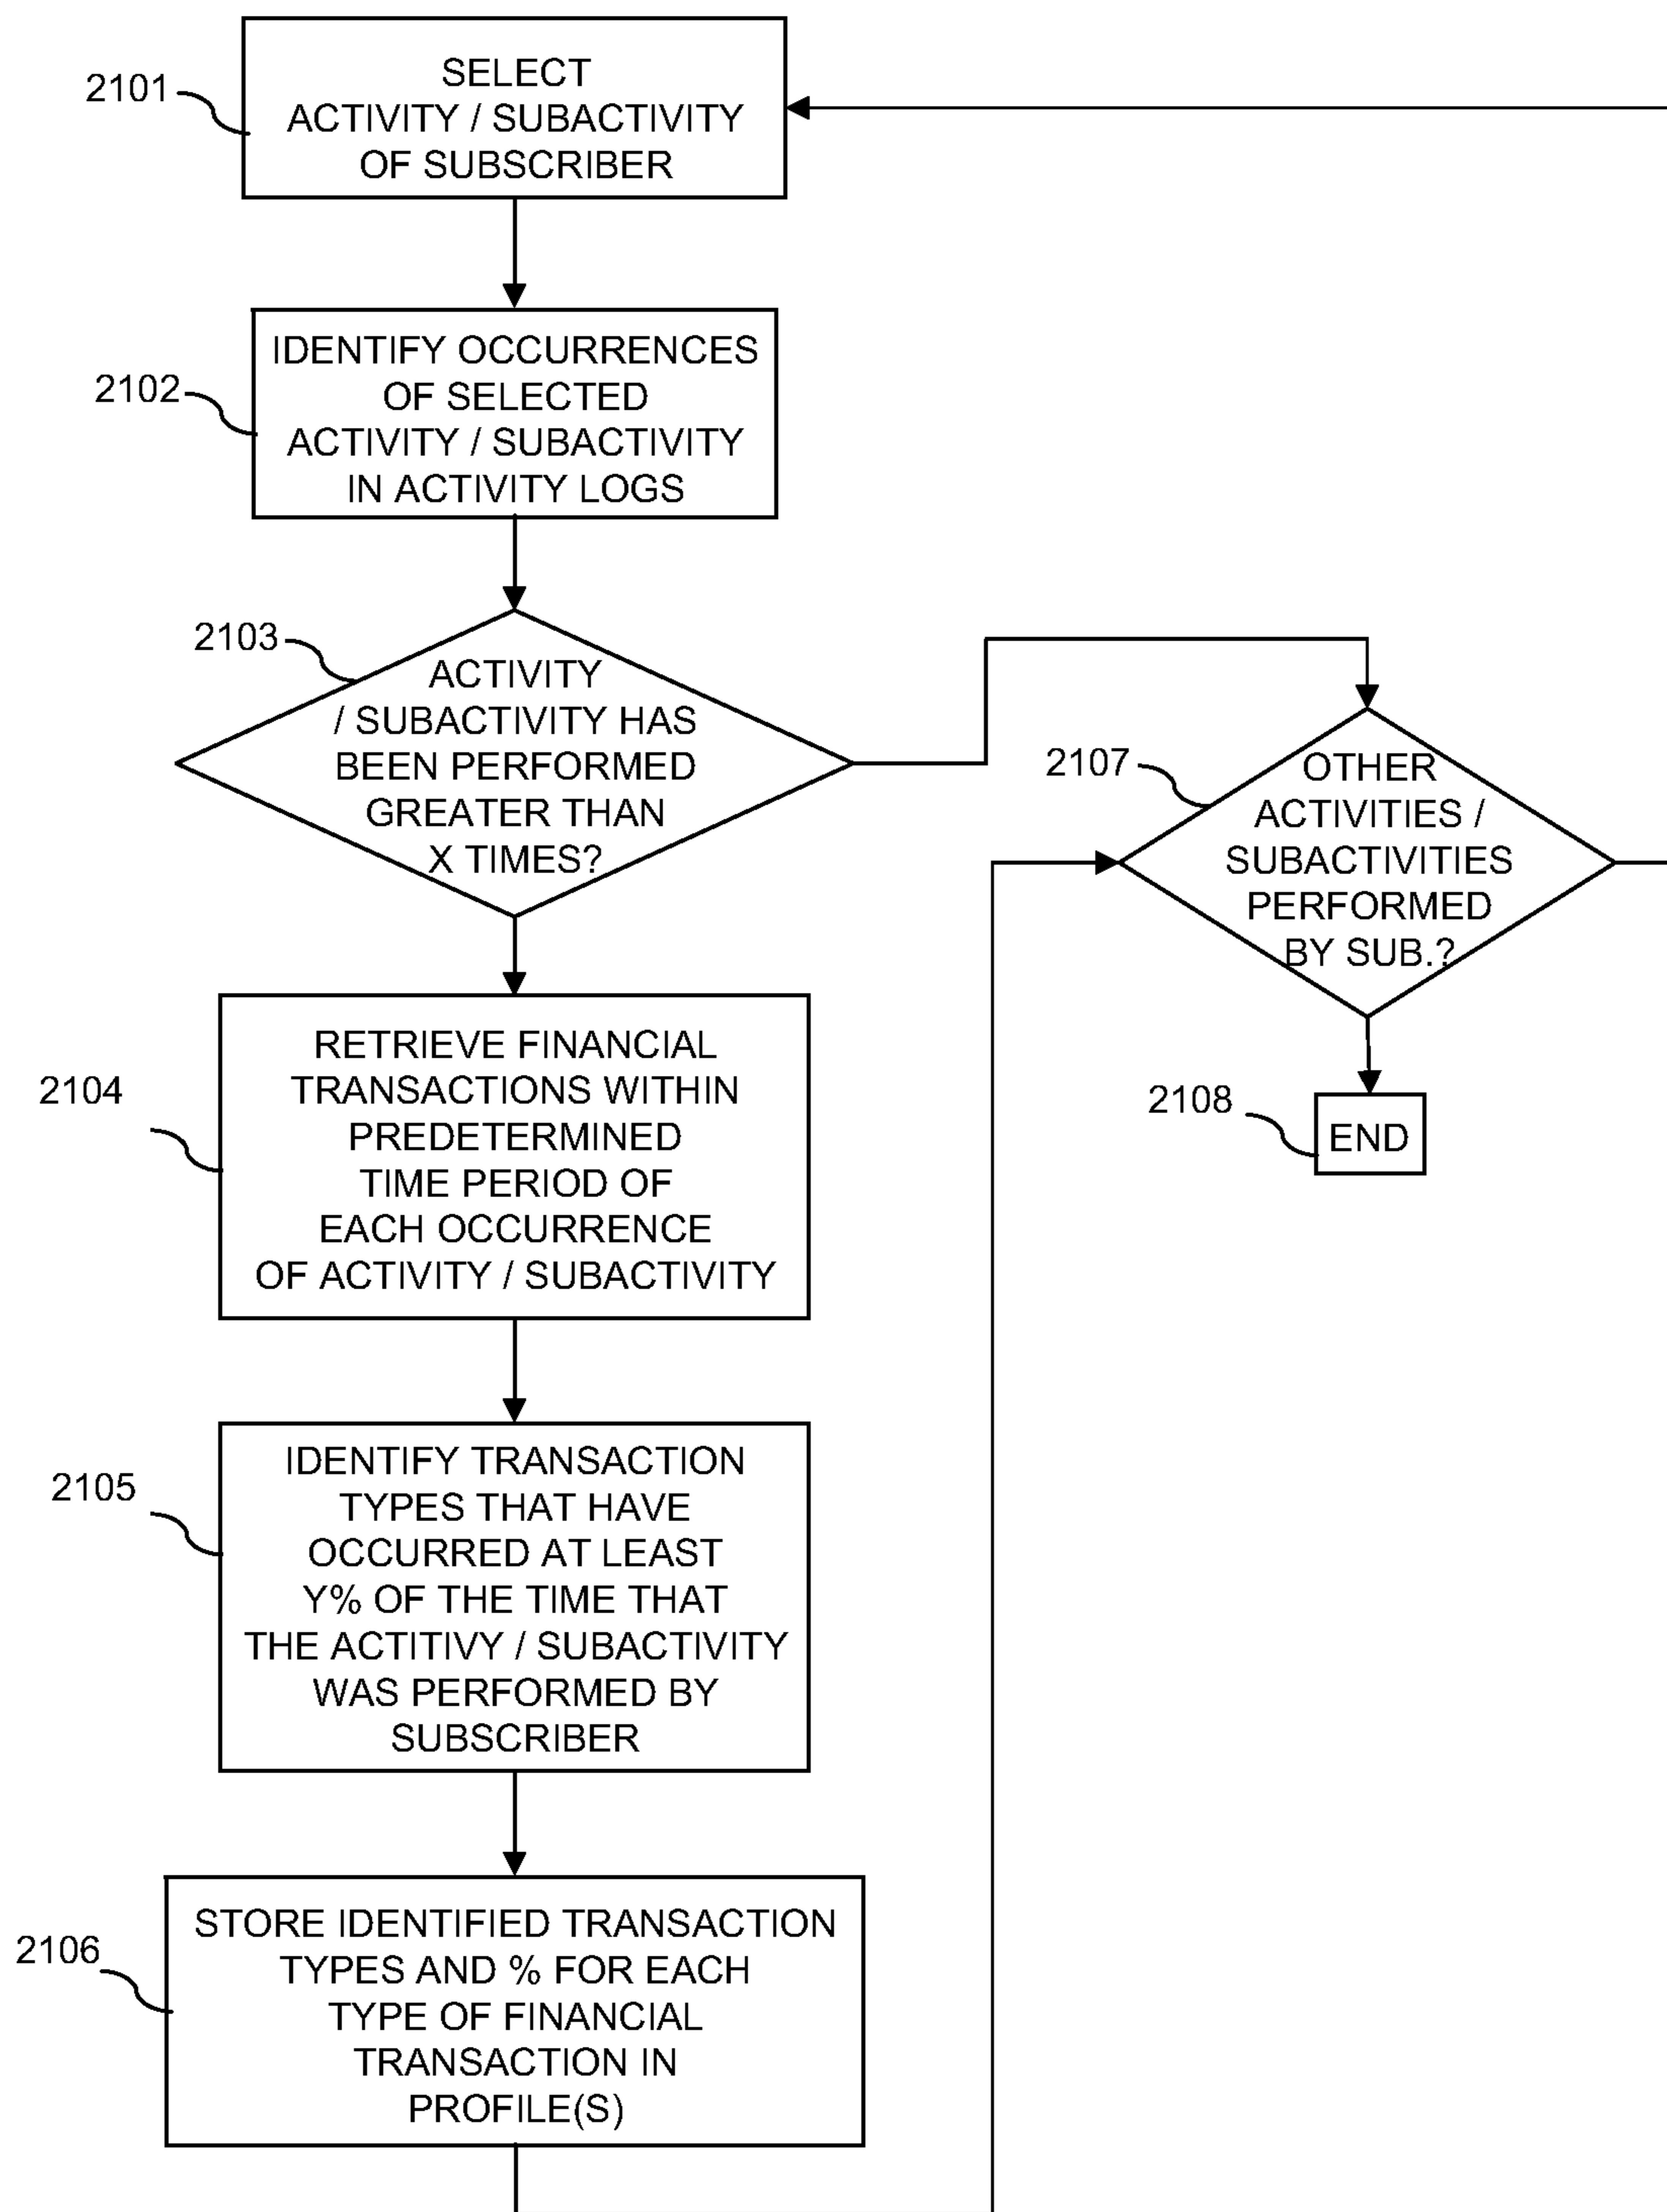 2101
SELECT
ACTIVITY / SUBACTIVITY
OF SUBSCRIBER
2102
IDENTIFY OCCURRENCES
OF SELECTED
ACTIVITY / SUBACTIVITY
IN ACTIVITY LOGS
2103
ACTIVITY
/ SUBACTIVITY HAS
BEEN PERFORMED
GREATER THAN
X TIMES?
2104
RETRIEVE FINANCIAL
TRANSACTIONS WITHIN
PREDETERMINED
TIME PERIOD OF
EACH OCCURRENCE
OF ACTIVITY / SUBACTIVITY
2105
IDENTIFY TRANSACTION
TYPES THAT HAVE
OCCURRED AT LEAST
Y% OF THE TIME THAT
THE ACTITIVY / SUBACTIVITY
WAS PERFORMED BY
SUBSCRIBER
2106
STORE IDENTIFIED TRANSACTION
TYPES AND % FOR EACH
TYPE OF FINANCIAL
TRANSACTION IN
PROFILE(S)
2107
OTHER
ACTIVITIES /
SUBACTIVITIES
PERFORMED
BY SUB.?
2108
END